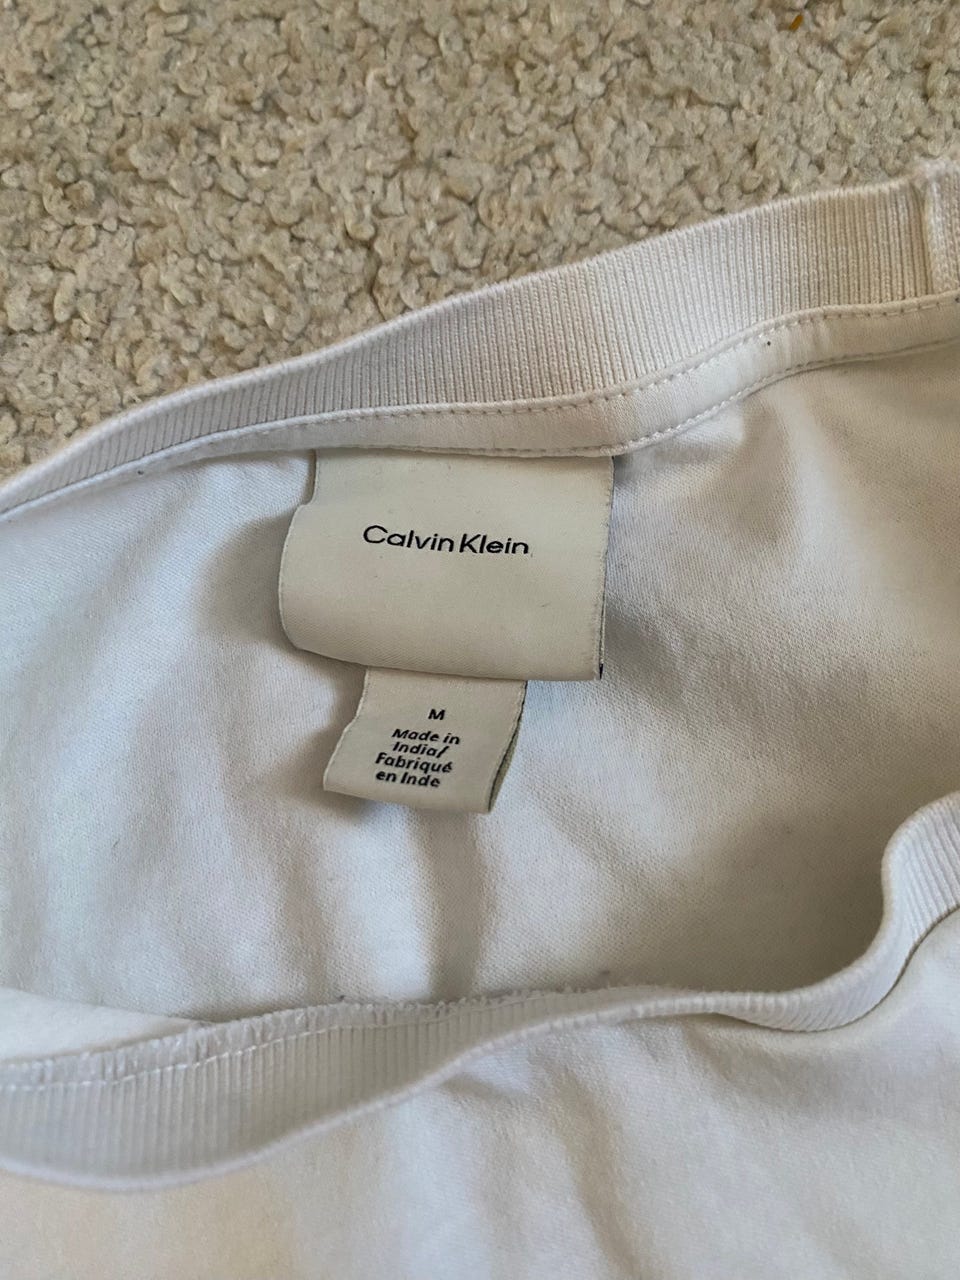 Calvin Klein
M
Made in
India/
Fabriqué
en Inde